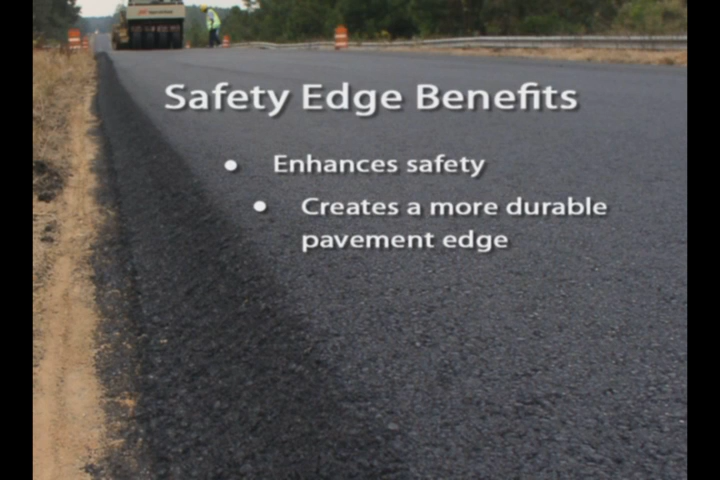 Safety Edge Benefits
• Enhances safety
• Creates a more durable
pavement edge